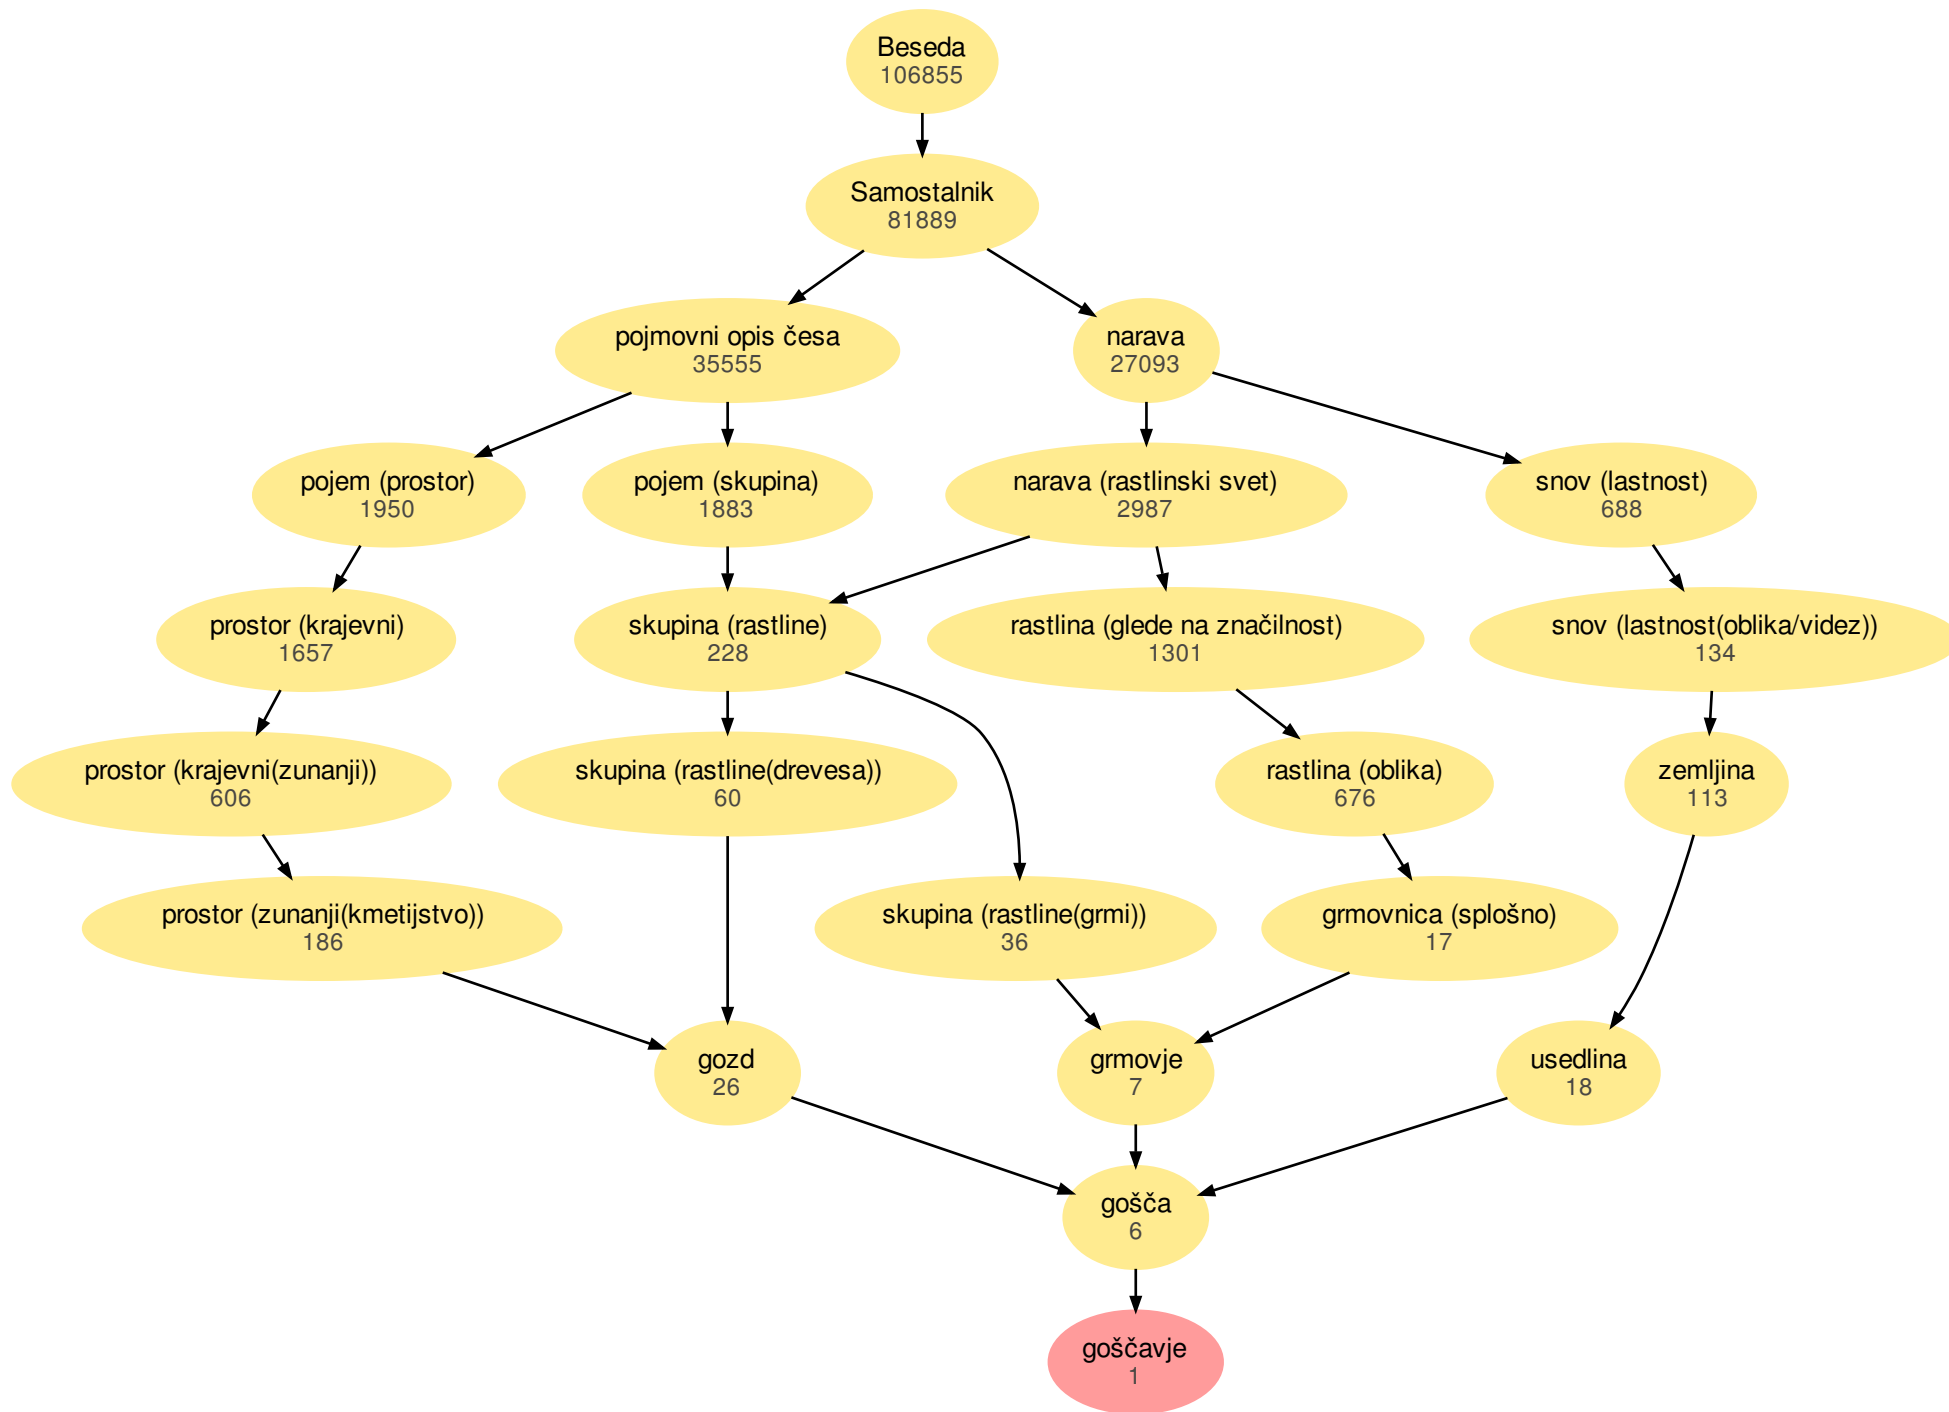 Beseda
106855
Samostalnik
81889
pojmovni opis česa
35555
narava
27093
pojem (prostor)
1950
pojem (skupina)
1883
narava (rastlinski svet)
2987
snov (lastnost)
688
prostor (krajevni)
1657
skupina (rastline)
228
rastlina (glede na značilnost)
1301
snov (lastnost(oblika/videz))
134
prostor (krajevni(zunanji))
606
skupina (rastline(drevesa))
60
rastlina (oblika)
676
zemljina
113
prostor (zunanji(kmetijstvo))
186
skupina (rastline(grmi))
36
grmovnica (splošno)
17
gozd
26
grmovje
7
usedlina
18
gošča
6
goščavje
1